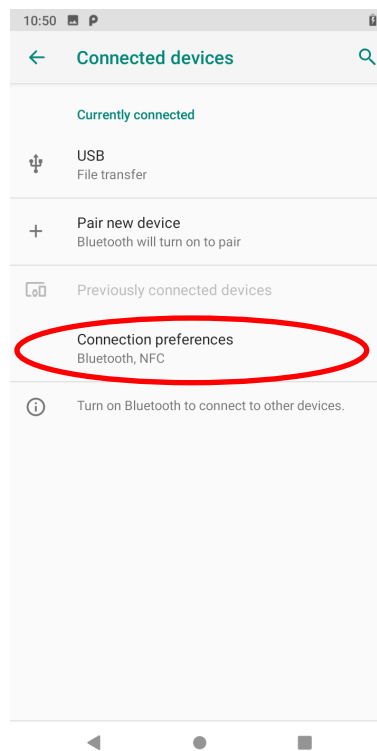 10:50
Connected devices
Currently connected
USB
File transfer
Pair new device
Bluetooth will turn on to pair
Previously connected devices
Connection preferences
Bluetooth, NFC
Turn on Bluetooth to connect to other devices.